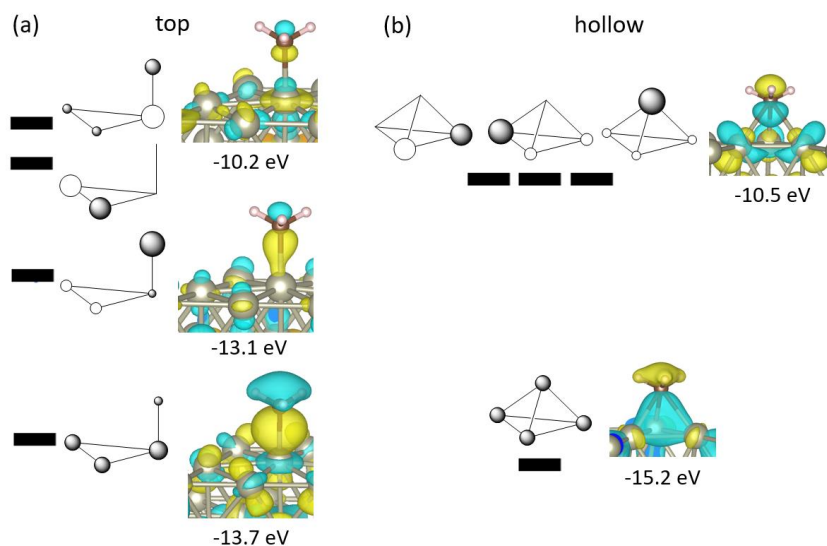 (a) top
-10.2 eV
-13.1 eV
-13.7 eV
(b) hollow
-10.5 eV
-15.2 eV